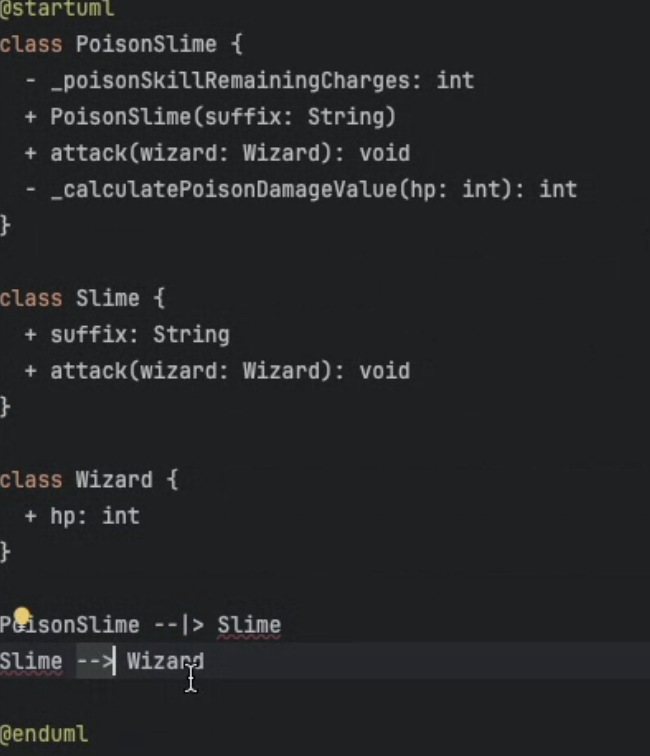 @startuml
class PoisonSlime {
  - _poisonSkillRemainingCharges: int
  + PoisonSlime(suffix: String)
  + attack(wizard: Wizard): void
  - _calculatePoisonDamageValue(hp: int): int
}

class Slime {
  + suffix: String
  + attack(wizard: Wizard): void
}

class Wizard {
  + hp: int
}

PoisonSlime --|> Slime
Slime --> Wizard

@enduml